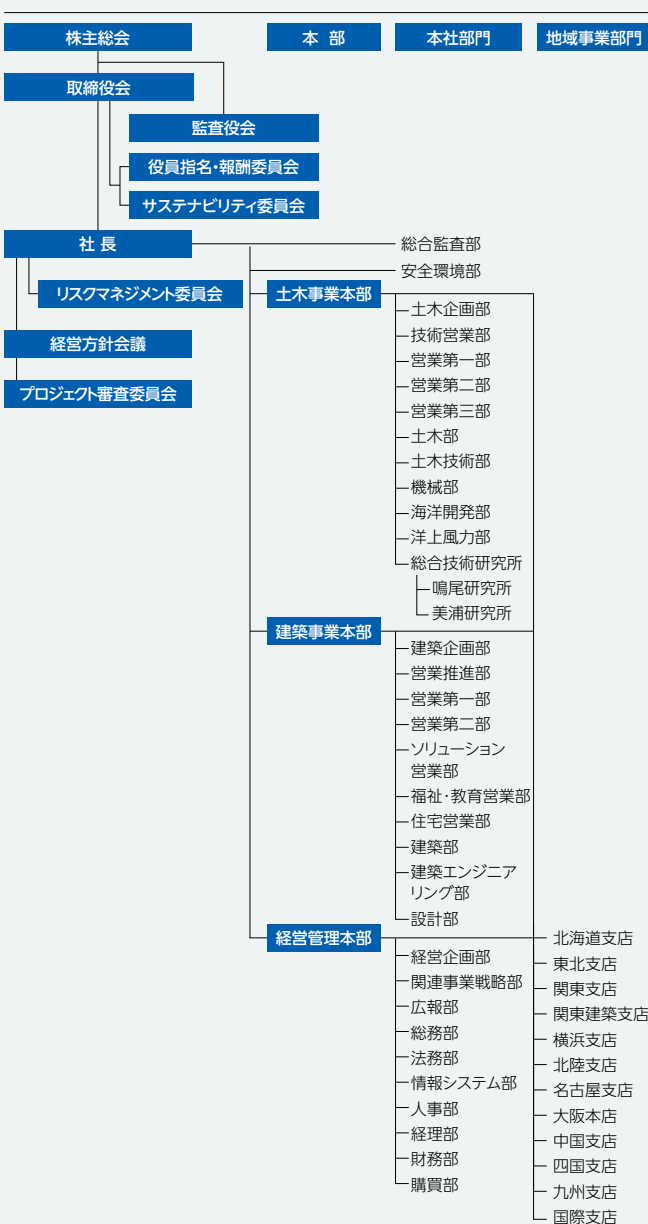 株主総会
本 部
本社部門
地域事業部門
取締役会
監査役会
役員指名・報酬委員会
サステナビリティ委員会
社 長
総合監査部
安全環境部
リスクマネジメント委員会
経営方針会議
プロジェクト審査委員会
土木事業本部
土木企画部
技術営業部
営業第一部
営業第二部
営業第三部
土木部
土木技術部
機械部
海洋開発部
洋上風力部
総合技術研究所
鳴尾研究所
美浦研究所
建築事業本部
建築企画部
営業推進部
営業第一部
営業第二部
ソリューション
営業部
福祉・教育営業部
住宅営業部
建築部
建築エンジニア
リング部
設計部
経営管理本部
経営企画部
関連事業戦略部
広報部
総務部
法務部
情報システム部
人事部
経理部
財務部
購買部
北海道支店
東北支店
関東支店
関東建築支店
横浜支店
北陸支店
名古屋支店
大阪本店
中国支店
四国支店
九州支店
国際支店